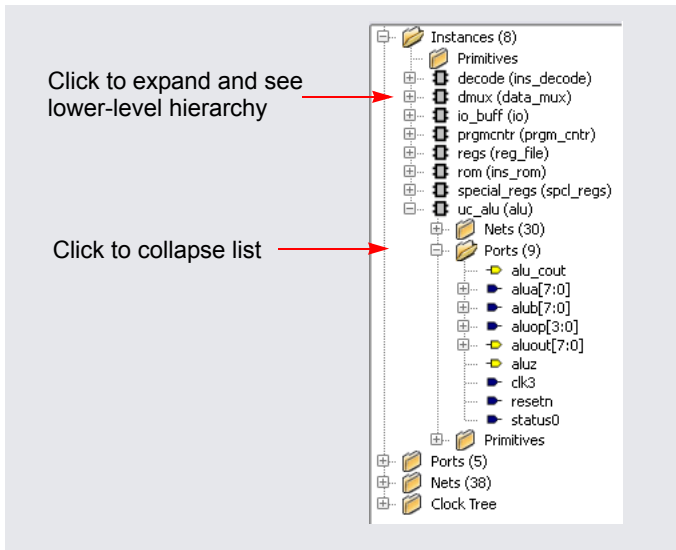 Instances (8)
Primitives
Click to expand and see
lower-level hierarchy
decode (ins_decode)
dmux (data_mux)
io_buff (io)
prgmcntr (prgm_cntr)
regs (reg_file)
rom (ins_rom)
special_regs (spcl_regs)
uc_alu (alu)
Nets (30)
Click to collapse list
Ports (9)
alu_cout
alua[7:0]
alub[7:0]
aluop[3:0]
aluout[7:0]
aluz
clk3
resetn
status0
Primitives
Ports (5)
Nets (38)
Clock Tree